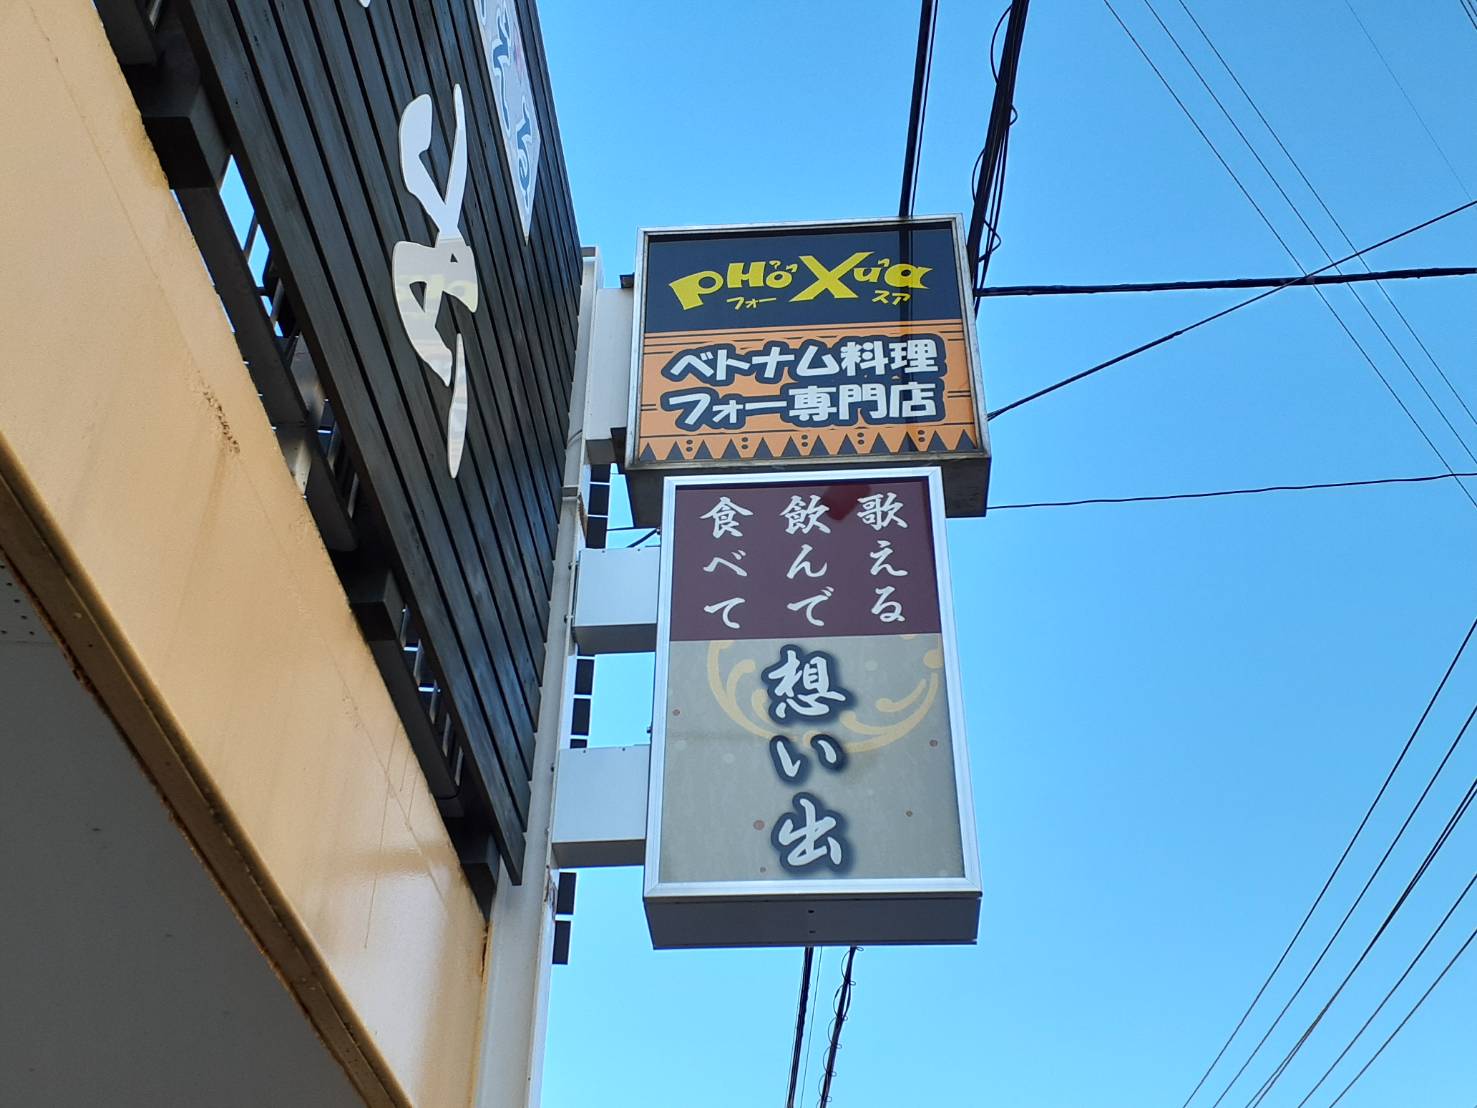 PHỞ XƯA
フォー スア
ベトナム料理
フォー専門店
歌える
飲んで
食べて
想い出